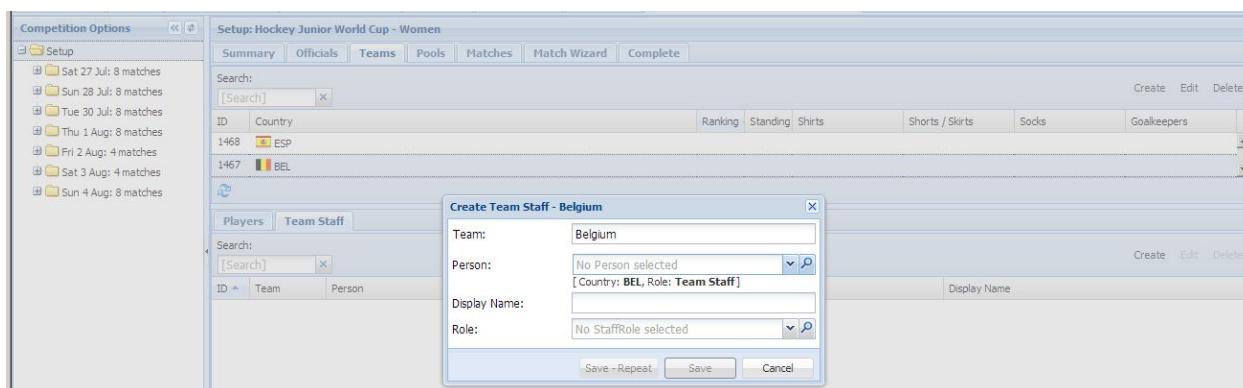 Competition Options
Setup
Sat 27 Jul: 8 matches
Sun 28 Jul: 8 matches
Tue 30 Jul: 8 matches
Thu 1 Aug: 8 matches
Fri 2 Aug: 4 matches
Sat 3 Aug: 4 matches
Sun 4 Aug: 8 matches
Setup: Hockey Junior World Cup - Women
Summary Officials Teams Pools Matches Match Wizard Complete
Search:
[Search] Create Edit Delete
ID Country Ranking Standing Shirts Shorts / Skirts Socks Goalkeepers
1468 ESP
1467 BEL
Players Team Staff
Search:
[Search] Create Edit Delete
ID Team Person Display Name
Create Team Staff - Belgium
Team: Belgium
Person: No Person selected
[ Country: BEL, Role: Team Staff ]
Display Name:
Role: No StaffRole selected
Save - Repeat Save Cancel